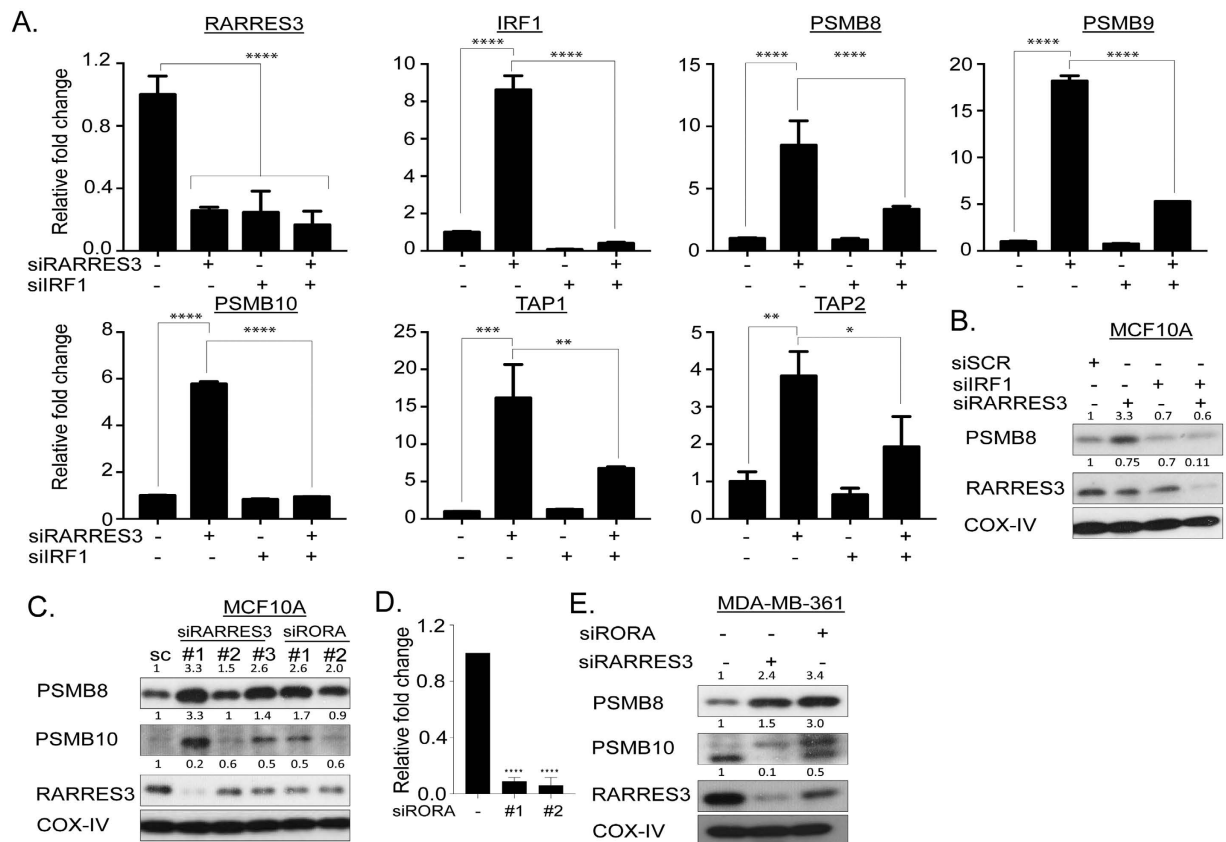 A.
RARRES3
IRF1
PSMB8
PSMB9
Relative fold change
1.2
0.8
0.4
0.0
****
10
8
6
4
2
0
****
****
15
10
5
0
****
****
20
15
10
5
0
****
****
siRARRES3 - + - + - + - + - + - + - + - +
siIRF1 - - + + - - + + - - + + - - + +
PSMB10
TAP1
TAP2
Relative fold change
8
6
4
2
0
****
****
25
20
15
10
5
0
***
**
5
4
3
2
1
0
**
*
siRARRES3 - + - + - + - + - + - +
siIRF1 - - + + - - + + - - + +
B.
MCF10A
siSCR + - - -
siIRF1 - - + +
siRARRES3 - + - +
1 3.3 0.7 0.6
PSMB8
1 0.75 0.7 0.11
RARRES3
COX-IV
C.
MCF10A
siRARRES3 siRORA
sc #1 #2 #3 #1 #2
1 3.3 1.5 2.6 2.6 2.0
PSMB8
1 3.3 1 1.4 1.7 0.9
PSMB10
1 0.2 0.6 0.5 0.5 0.6
RARRES3
COX-IV
D.
Relative fold change
1.2
0.8
0.4
0.0
**** ****
siRORA - #1 #2
E.
MDA-MB-361
siRORA - - +
siRARRES3 - + -
1 2.4 3.4
PSMB8
1 1.5 3.0
PSMB10
1 0.1 0.5
RARRES3
COX-IV